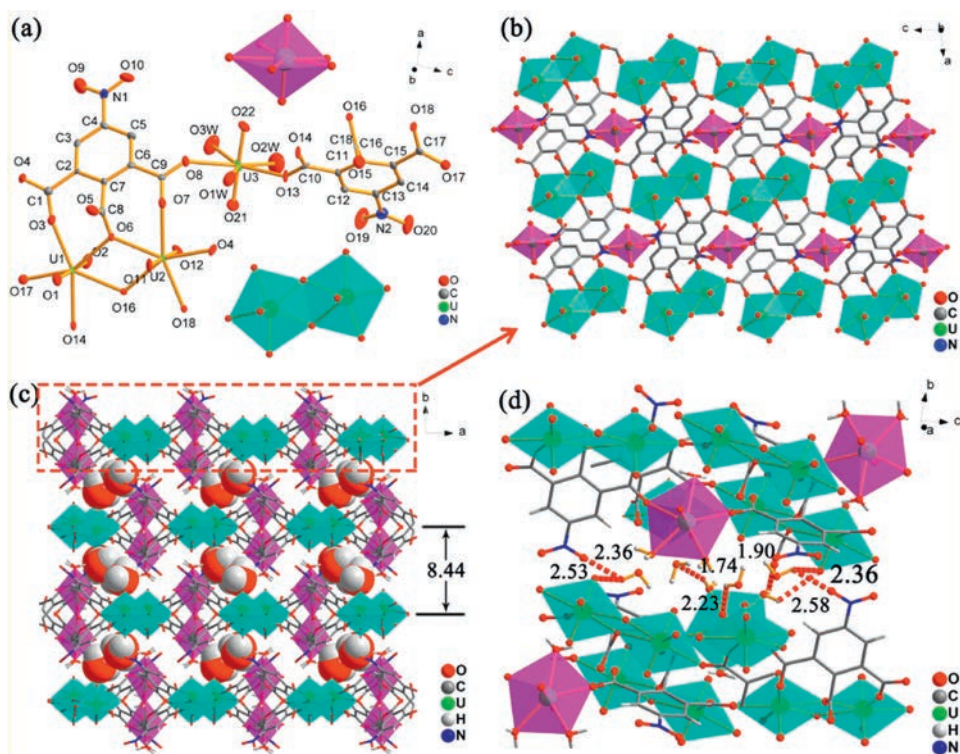 (a)
O9
O10
N1
C4
C3
C5
C2
C6
O4
C7
C9
C1
O5
C8
O3
O7
O6
O8
U1
O2
O17
O1
O11
U2
O12
O4
O16
O14
O18
O22
O3W
O2W
U3
O1W
O21
O13
O14
C10
O16
O18
C18
C16
C17
C11
C15
O15
O17
C12
C14
C13
N2
O19
O20
a
b
c
O
C
U
N
(b)
c
b
a
O
C
U
N
(c)
b
a
8.44
O
C
U
H
N
(d)
b
a
c
2.36
2.53
1.74
1.90
2.36
2.23
2.58
O
C
U
H
N